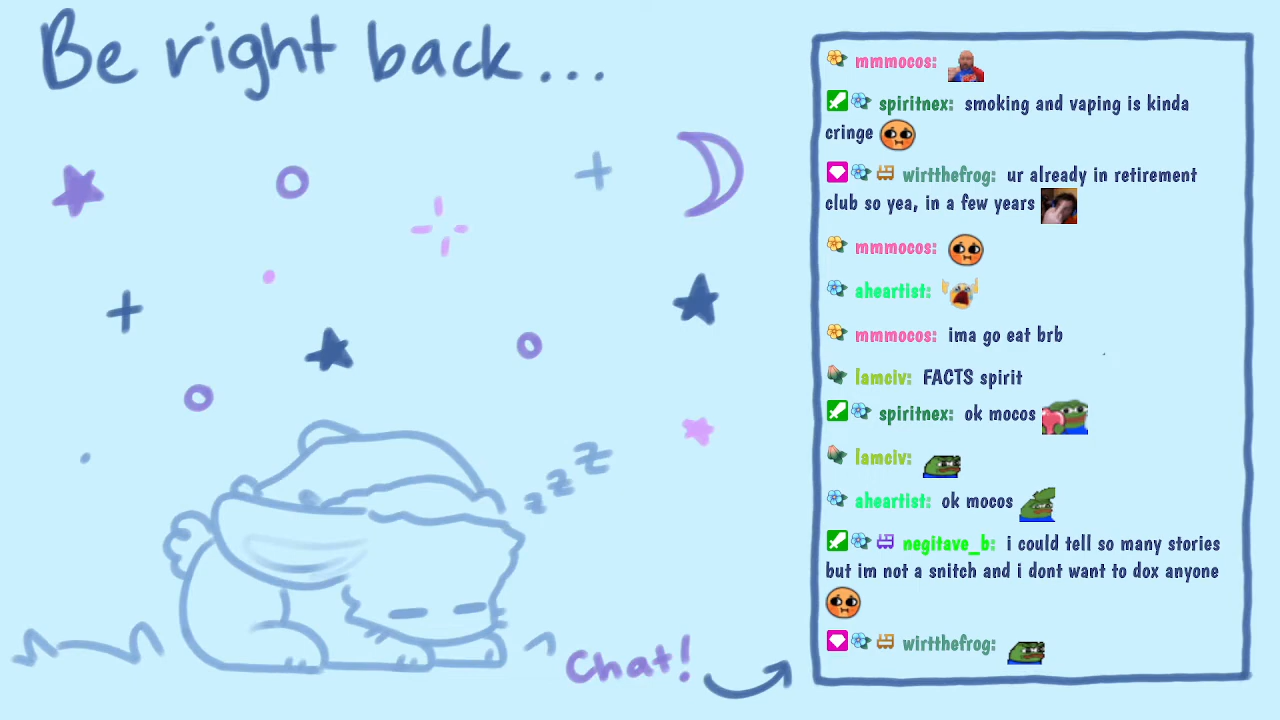 Be right back...
mmmocos:
spiritnex: smoking and vaping is kinda
cringe
wirtthefrog: ur already in retirement
club so yea, in a few years
mmmocos:
aheartist:
mmmocos: ima go eat brb
lamciv: FACTS spirit
spiritnex: ok mocos
lamciv:
aheartist: ok mocos
negitave_b: i could tell so many stories
but im not a snitch and i dont want to dox anyone
wirtthefrog:
z z z
Chat!